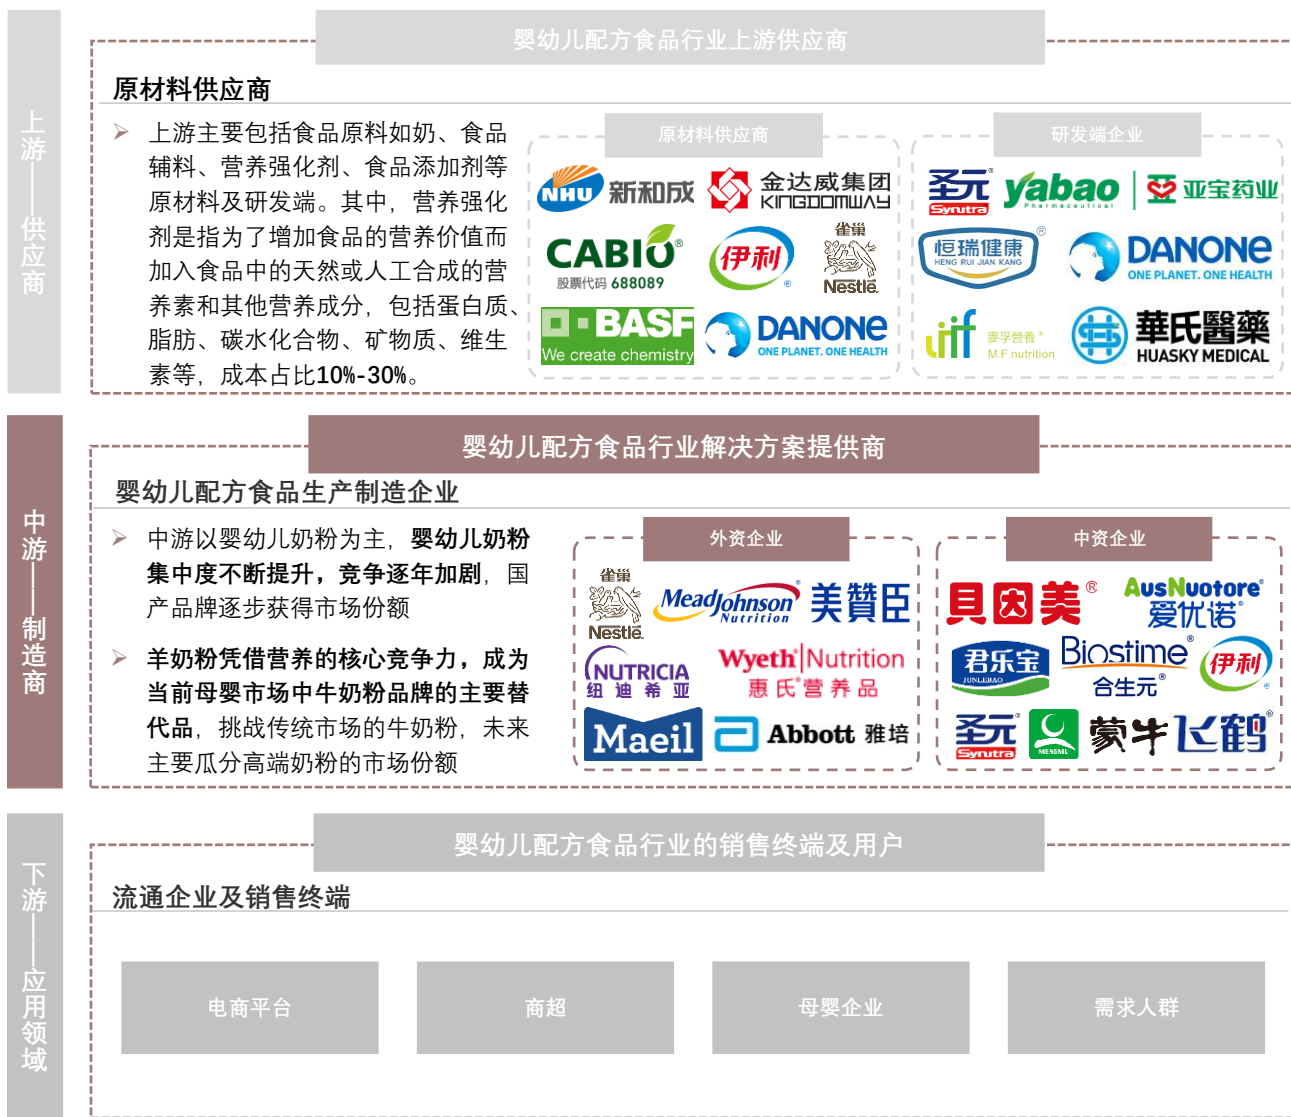 上游——供应商
婴幼儿配方食品行业上游供应商
原材料供应商
上游主要包括食品原料如奶、食品
辅料、营养强化剂、食品添加剂等
原材料及研发端。其中，营养强化
剂是指为了增加食品的营养价值而
加入食品中的天然或人工合成的营
养素和其他营养成分，包括蛋白质、
脂肪、碳水化合物、矿物质、维生
素等，成本占比10%-30%。
原材料供应商
NHU 新和成
金达威集团
KINGDOMWAY
CABIO®
股票代码 688089
伊利®
雀巢
Nestlé®
BASF
We create chemistry
DANONE
ONE PLANET. ONE HEALTH
研发端企业
圣元®
Syrutra
yabao
Pharmaceutical
亚宝药业
恒瑞健康®
HENG RUI JIAN KANG
DANONE
ONE PLANET. ONE HEALTH
麥孚營養®
M.F.nutrition
華氏醫藥
HUASKY MEDICAL
中游——制造商
婴幼儿配方食品行业解决方案提供商
婴幼儿配方食品生产制造企业
中游以婴幼儿奶粉为主，婴幼儿奶粉
集中度不断提升，竞争逐年加剧，国
产品牌逐步获得市场份额
羊奶粉凭借营养的核心竞争力，成为
当前母婴市场中牛奶粉品牌的主要替
代品，挑战传统市场的牛奶粉，未来
主要瓜分高端奶粉的市场份额
外资企业
雀巢
Nestlé®
MeadJohnson®
Nutrition
美贊臣
NUTRICIA
纽迪希亚
Wyeth®|Nutrition
惠氏®营养品
Maeil
Abbott 雅培
中资企业
貝因美®
AusNuotore®
爱优诺®
君乐宝
JUNLEBAO
Biostime®
合生元®
伊利®
圣元®
Syrutra
MENGNIU
蒙牛
飞鹤®
下游——应用领域
婴幼儿配方食品行业的销售终端及用户
流通企业及销售终端
电商平台
商超
母婴企业
需求人群